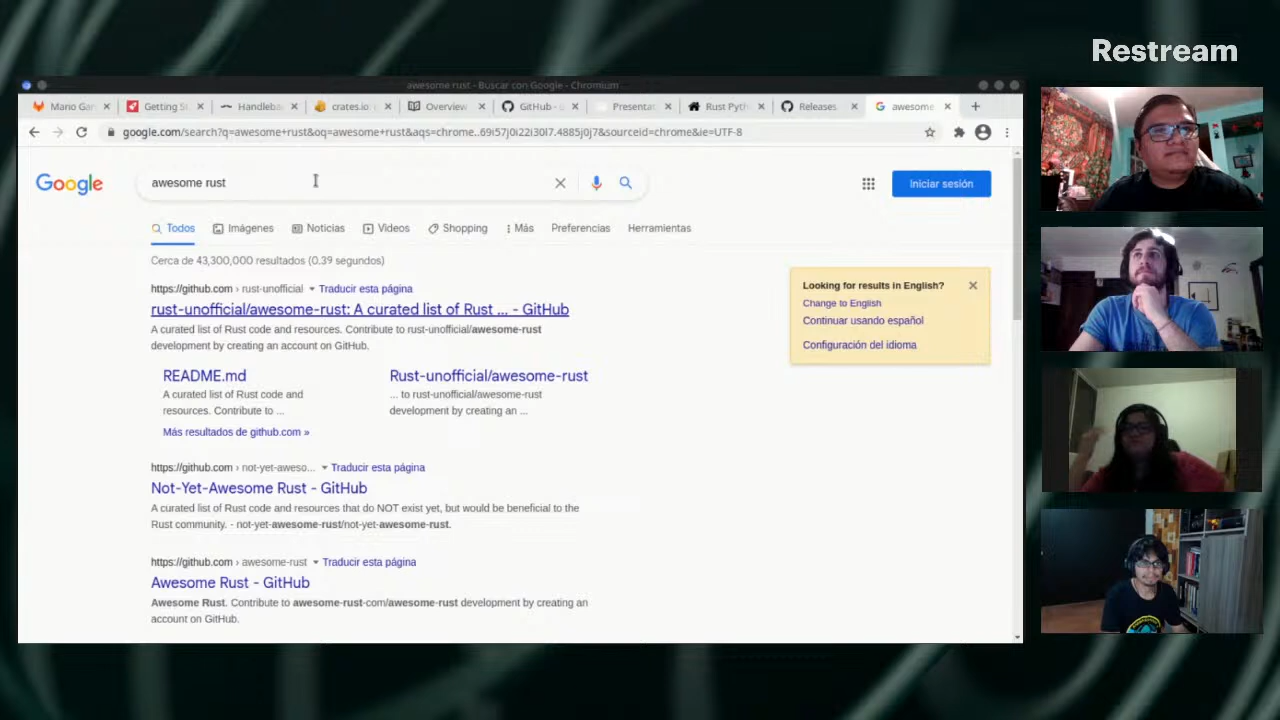 Restream
awesome rust - Buscar con Google - Chromium
Mario Gar
Getting St
Handleba
crates.io:
Overview
GitHub -
Presentat
Rust Pyth
Releases
awesome
google.com/search?q=awesome+rust&oq=awesome+rust&aqs=chrome..69i57j0i22i30l7.4885j0j7&sourceid=chrome&ie=UTF-8
Google
awesome rust
Iniciar sesión
Todos
Imágenes
Noticias
Videos
Shopping
Más
Preferencias
Herramientas
Cerca de 43,300,000 resultados (0.39 segundos)
https://github.com › rust-unofficial
Traducir esta página
rust-unofficial/awesome-rust: A curated list of Rust ... - GitHub
A curated list of Rust code and resources. Contribute to rust-unofficial/awesome-rust
development by creating an account on GitHub.
README.md
A curated list of Rust code and
resources. Contribute to ...
Más resultados de github.com »
Rust-unofficial/awesome-rust
... to rust-unofficial/awesome-rust
development by creating an ...
https://github.com › not-yet-aweso...
Traducir esta página
Not-Yet-Awesome Rust - GitHub
A curated list of Rust code and resources that do NOT exist yet, but would be beneficial to the
Rust community. - not-yet-awesome-rust/not-yet-awesome-rust.
https://github.com › awesome-rust
Traducir esta página
Awesome Rust - GitHub
Awesome Rust. Contribute to awesome-rust-com/awesome-rust development by creating an
account on GitHub.
Looking for results in English?
Change to English
Continuar usando español
Configuración del idioma